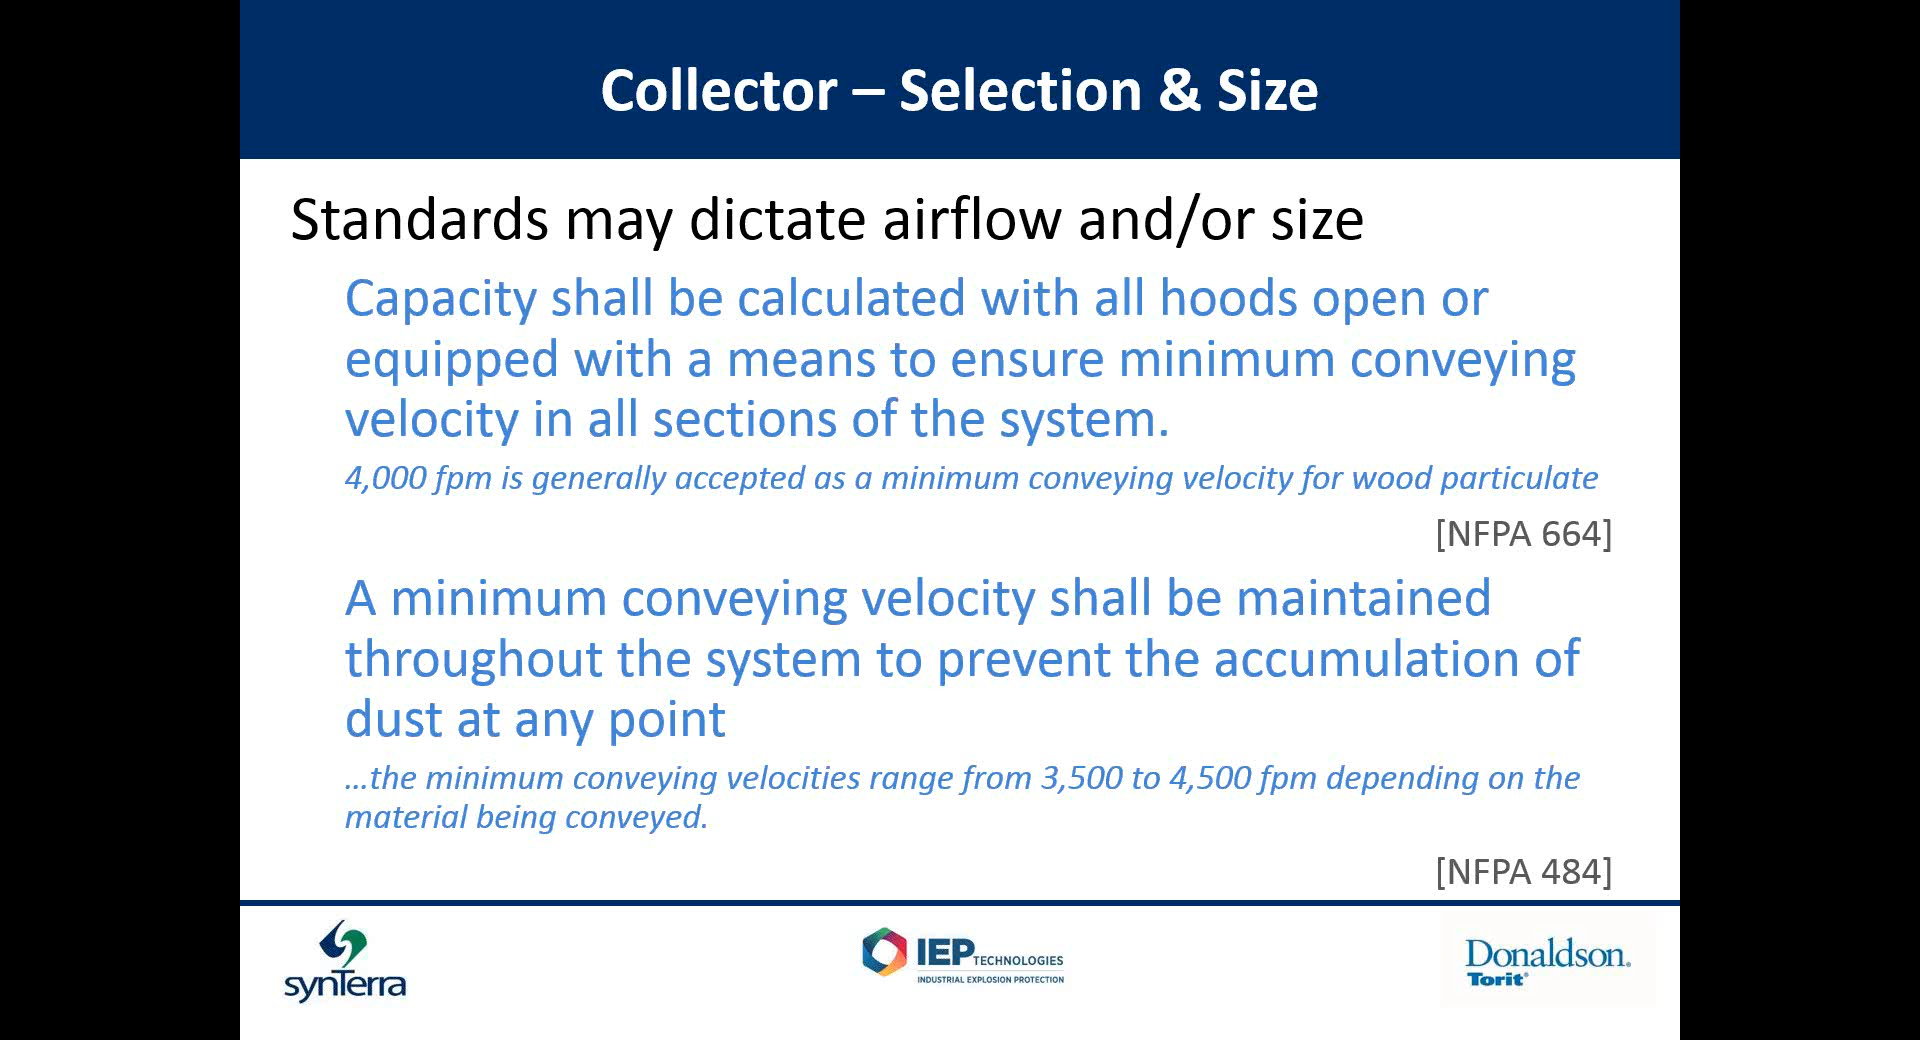 Collector – Selection & Size
Standards may dictate airflow and/or size
Capacity shall be calculated with all hoods open or
equipped with a means to ensure minimum conveying
velocity in all sections of the system.
4,000 fpm is generally accepted as a minimum conveying velocity for wood particulate
[NFPA 664]
A minimum conveying velocity shall be maintained
throughout the system to prevent the accumulation of
dust at any point
…the minimum conveying velocities range from 3,500 to 4,500 fpm depending on the
material being conveyed.
[NFPA 484]
synTerra
IEP TECHNOLOGIES
INDUSTRIAL EXPLOSION PROTECTION
Donaldson.
Torit®